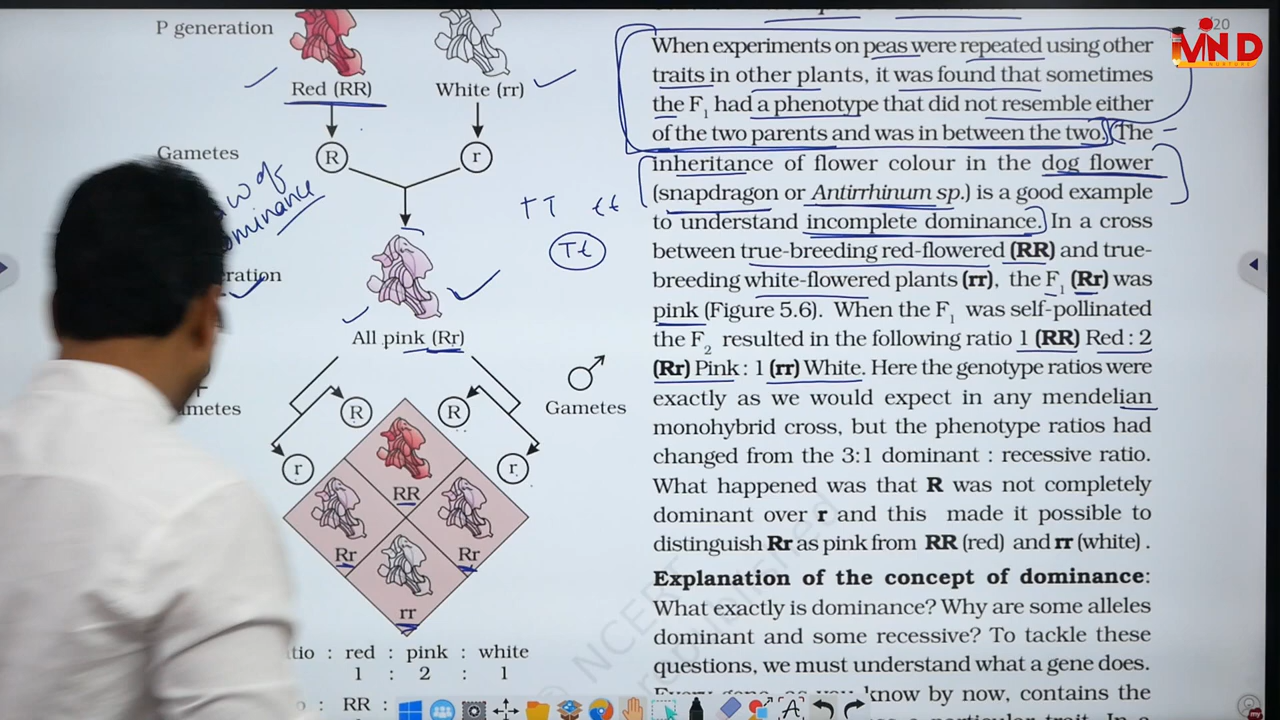 P generation
Red (RR)
White (rr)
Gametes
R
r
dominance
TT tt
Tt
All pink (Rr)
Gametes
R
R
r
r
RR
Rr
Rr
rr
red : pink : white
1 : 2 : 1
: RR :
20
MIND
When experiments on peas were repeated using other
traits in other plants, it was found that sometimes
the F1 had a phenotype that did not resemble either
of the two parents and was in between the two. The
inheritance of flower colour in the dog flower
(snapdragon or Antirrhinum sp.) is a good example
to understand incomplete dominance. In a cross
between true-breeding red-flowered (RR) and true-
breeding white-flowered plants (rr), the F1 (Rr) was
pink (Figure 5.6). When the F1 was self-pollinated
the F2 resulted in the following ratio 1 (RR) Red : 2
(Rr) Pink : 1 (rr) White. Here the genotype ratios were
exactly as we would expect in any mendelian
monohybrid cross, but the phenotype ratios had
changed from the 3:1 dominant : recessive ratio.
What happened was that R was not completely
dominant over r and this made it possible to
distinguish Rr as pink from RR (red) and rr (white) .
Explanation of the concept of dominance:
What exactly is dominance? Why are some alleles
dominant and some recessive? To tackle these
questions, we must understand what a gene does.
know by now, contains the
© NCERT